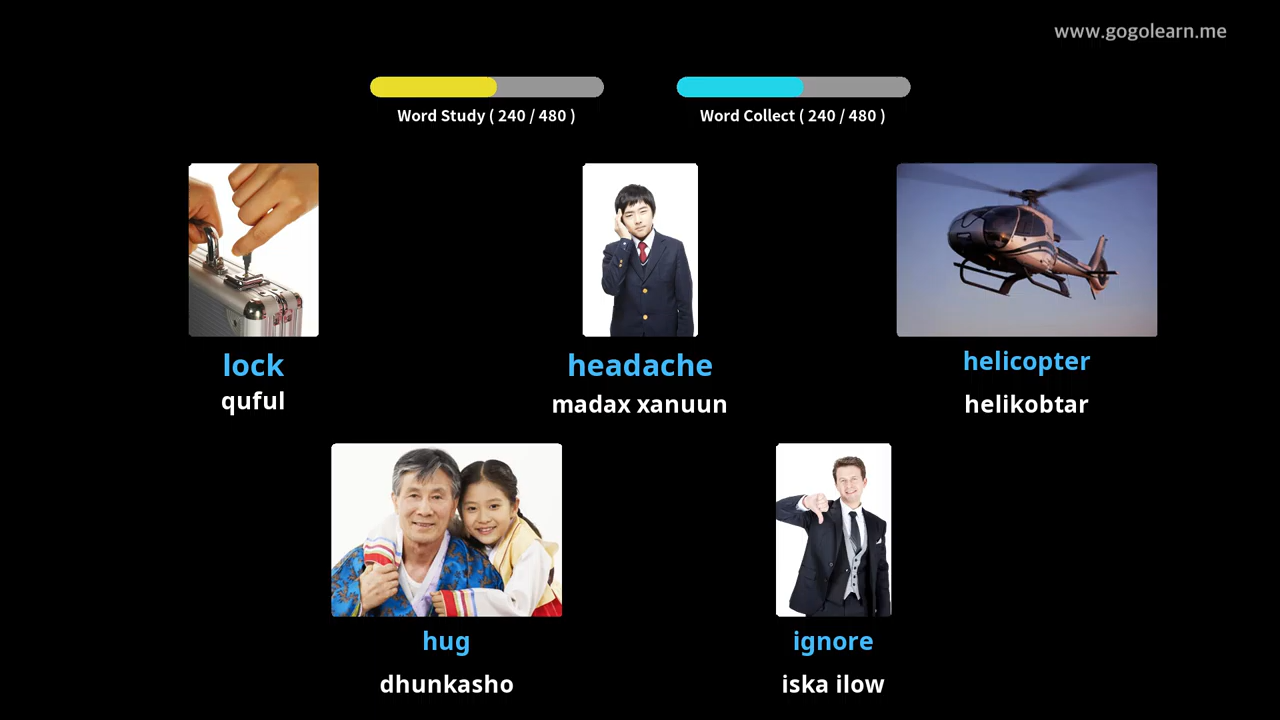 www.gogolearn.me
Word Study ( 240 / 480 )
Word Collect ( 240 / 480 )
lock
quful
headache
madax xanuun
helicopter
helikobtar
hug
dhunkasho
ignore
iska ilow